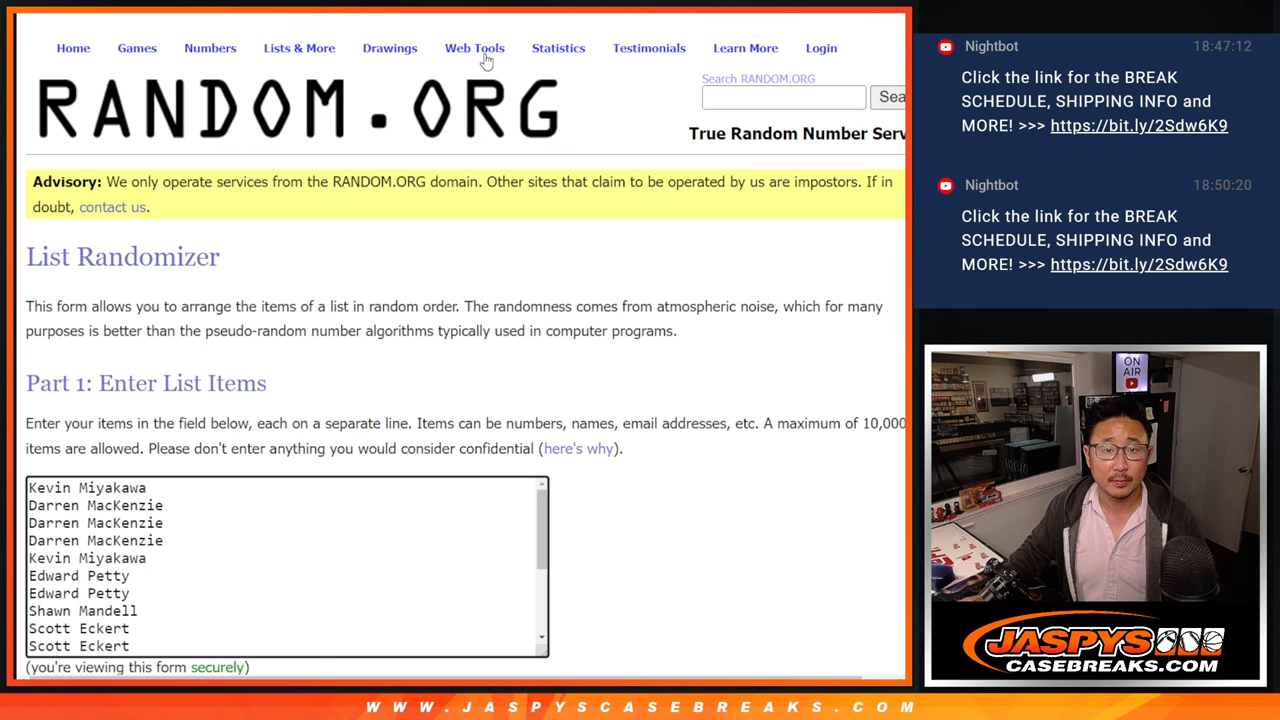 Home Games Numbers Lists & More Drawings Web Tools Statistics Testimonials Learn More Login
RANDOM.ORG
Search RANDOM.ORG
Sea
True Random Number Serv
Advisory: We only operate services from the RANDOM.ORG domain. Other sites that claim to be operated by us are impostors. If in
doubt, contact us.
List Randomizer
This form allows you to arrange the items of a list in random order. The randomness comes from atmospheric noise, which for many
purposes is better than the pseudo-random number algorithms typically used in computer programs.
Part 1: Enter List Items
Enter your items in the field below, each on a separate line. Items can be numbers, names, email addresses, etc. A maximum of 10,000
items are allowed. Please don't enter anything you would consider confidential (here's why).
Kevin Miyakawa
Darren MacKenzie
Darren MacKenzie
Darren MacKenzie
Kevin Miyakawa
Edward Petty
Edward Petty
Shawn Mandell
Scott Eckert
Scott Eckert
(you're viewing this form securely)
Nightbot 18:47:12
Click the link for the BREAK
SCHEDULE, SHIPPING INFO and
MORE! >>> https://bit.ly/2Sdw6K9
Nightbot 18:50:20
Click the link for the BREAK
SCHEDULE, SHIPPING INFO and
MORE! >>> https://bit.ly/2Sdw6K9
ON
AIR
JASPYS
CASEBREAKS.COM
WWW.JASPYSCASEBREAKS.COM